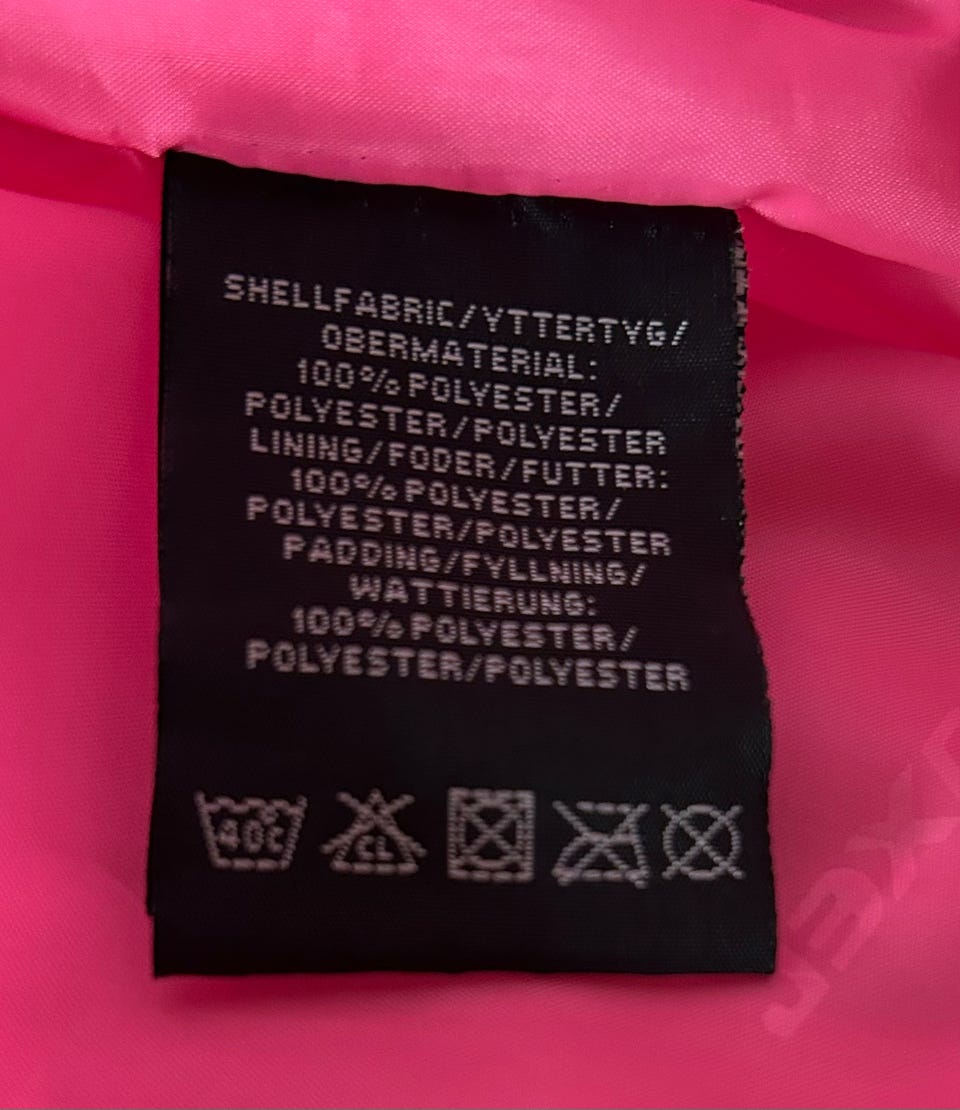 SHELLFABRIC/YTTERTYG/
OBERMATERIAL:
100% POLYESTER/
POLYESTER/POLYESTER
LINING/FODER/FUTTER:
100% POLYESTER/
POLYESTER/POLYESTER
PADDING/FYLLNING/
WATTIERUNG:
100% POLYESTER/
POLYESTER/POLYESTER
40C CL